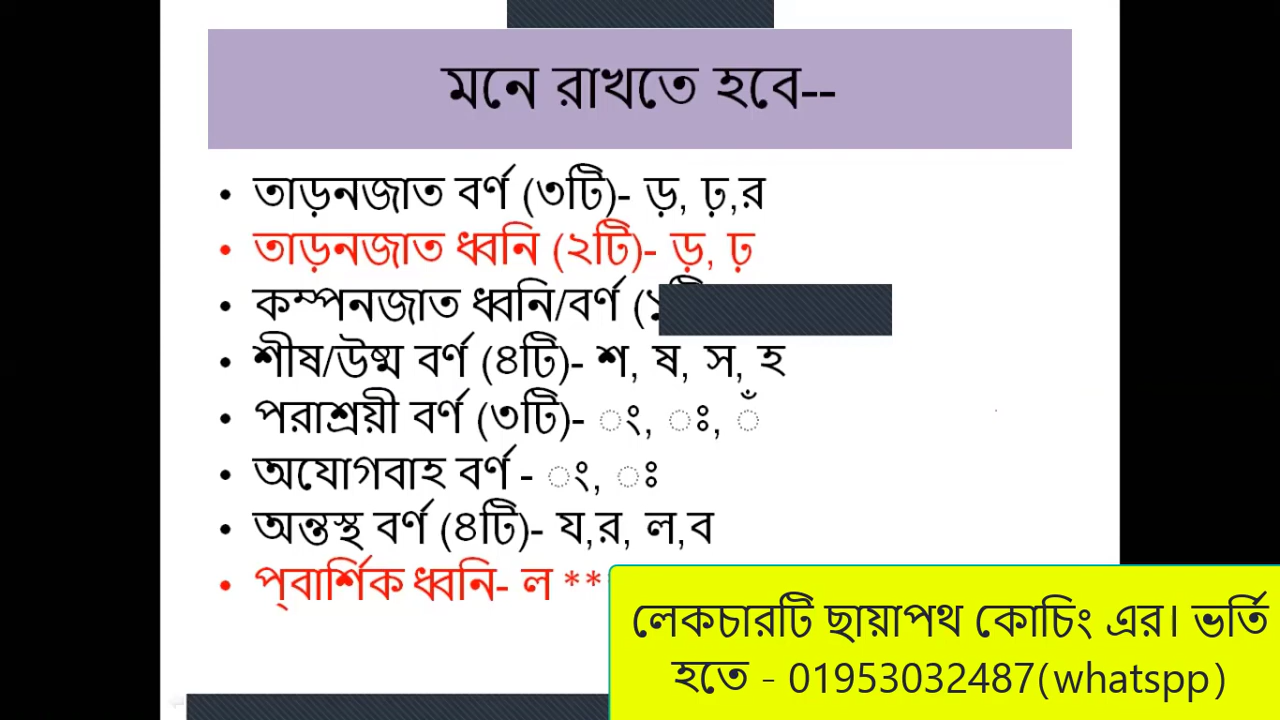 মনে রাখতে হবে--
• তাড়নজাত বর্ণ (৩টি)- ড়, ঢ়,র
• তাড়নজাত ধ্বনি (২টি)- ড়, ঢ়
• কম্পনজাত ধ্বনি/বর্ণ
• শীষ/উষ্ম বর্ণ (৪টি)- শ, ষ, স, হ
• পরাশ্রয়ী বর্ণ (৩টি)- ং, ঃ, ঁ
• অযোগবাহ বর্ণ - ং, ঃ
• অন্তস্থ বর্ণ (৪টি)- য,র, ল,ব
• প্বার্শিক ধ্বনি- ল **
লেকচারটি ছায়াপথ কোচিং এর। ভর্তি
হতে - 01953032487(whatspp)